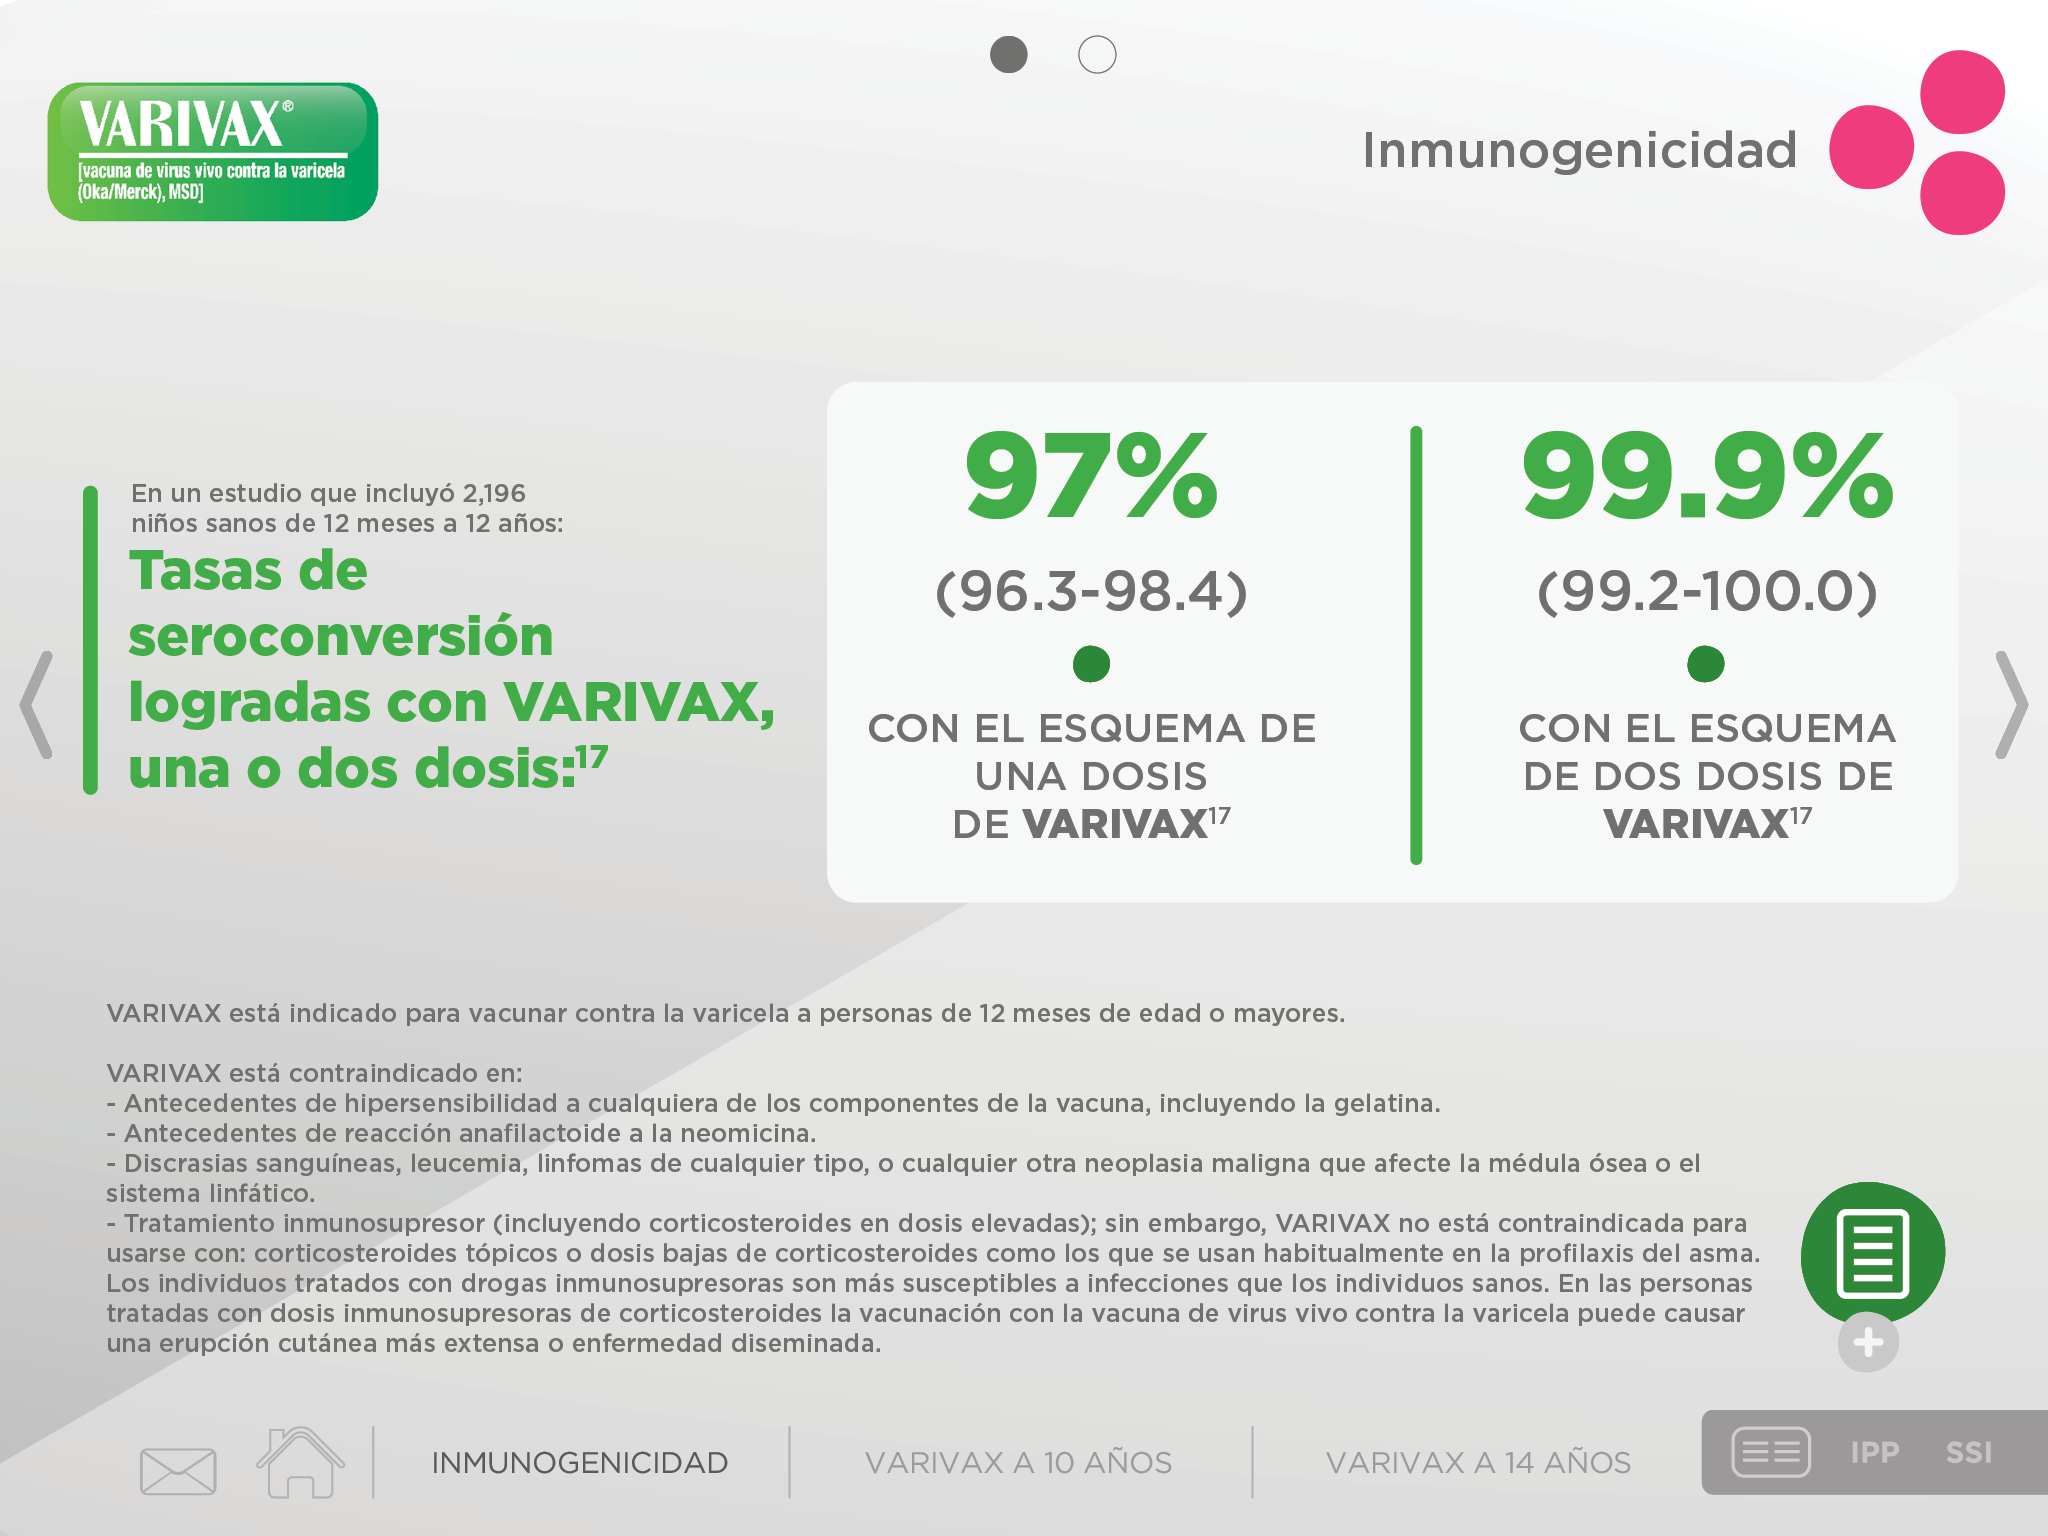 VARIVAX®
[vacuna de virus vivo contra la varicela
(Oka/Merck), MSD]
Inmunogenicidad
En un estudio que incluyó 2,196
niños sanos de 12 meses a 12 años:
Tasas de
seroconversión
logradas con VARIVAX,
una o dos dosis:17
97%
(96.3-98.4)
CON EL ESQUEMA DE
UNA DOSIS
DE VARIVAX17
99.9%
(99.2-100.0)
CON EL ESQUEMA
DE DOS DOSIS DE
VARIVAX17
VARIVAX está indicado para vacunar contra la varicela a personas de 12 meses de edad o mayores.
VARIVAX está contraindicado en:
- Antecedentes de hipersensibilidad a cualquiera de los componentes de la vacuna, incluyendo la gelatina.
- Antecedentes de reacción anafilactoide a la neomicina.
- Discrasias sanguíneas, leucemia, linfomas de cualquier tipo, o cualquier otra neoplasia maligna que afecte la médula ósea o el
sistema linfático.
- Tratamiento inmunosupresor (incluyendo corticosteroides en dosis elevadas); sin embargo, VARIVAX no está contraindicada para
usarse con: corticosteroides tópicos o dosis bajas de corticosteroides como los que se usan habitualmente en la profilaxis del asma.
Los individuos tratados con drogas inmunosupresoras son más susceptibles a infecciones que los individuos sanos. En las personas
tratadas con dosis inmunosupresoras de corticosteroides la vacunación con la vacuna de virus vivo contra la varicela puede causar
una erupción cutánea más extensa o enfermedad diseminada.
INMUNOGENICIDAD
VARIVAX A 10 AÑOS
VARIVAX A 14 AÑOS
IPP
SSI